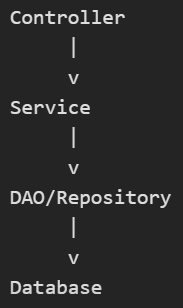 Controller
|
v
Service
|
v
DAO/Repository
|
v
Database